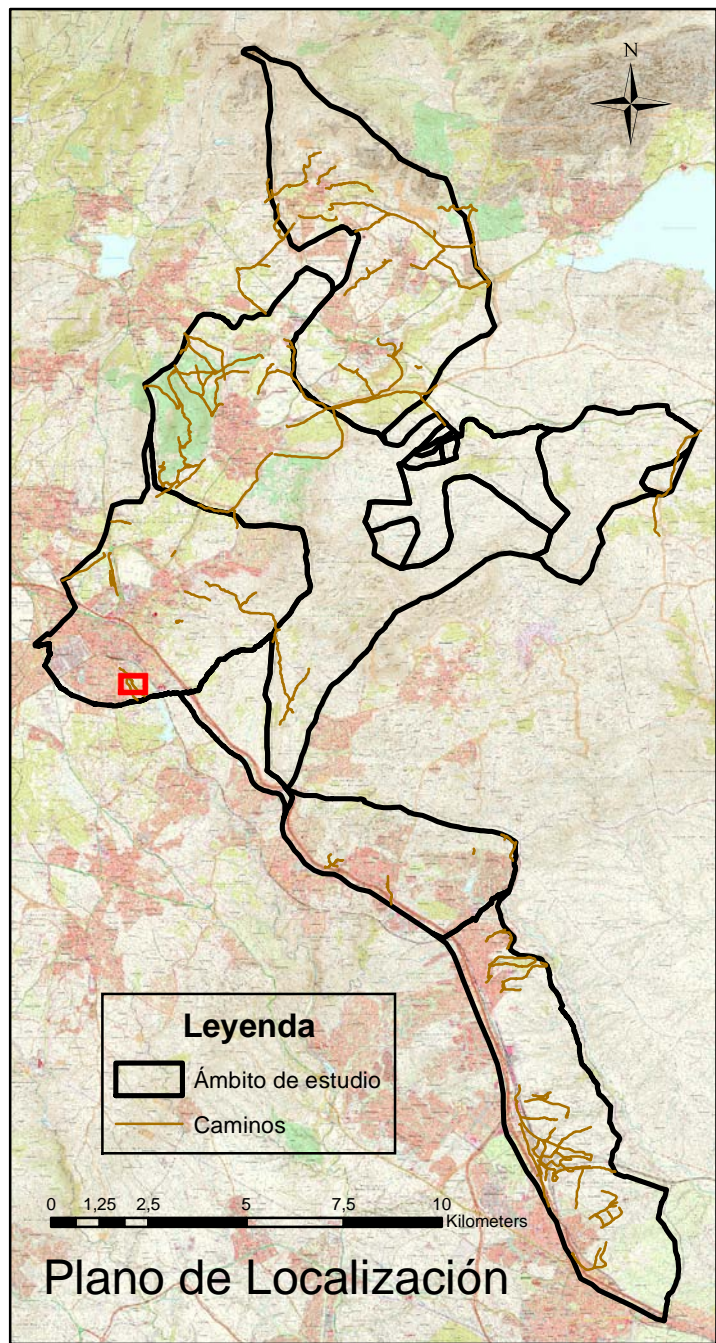 N
Leyenda
Ámbito de estudio
Caminos
0 1,25 2,5 5 7,5 10
Kilometers
Plano de Localización